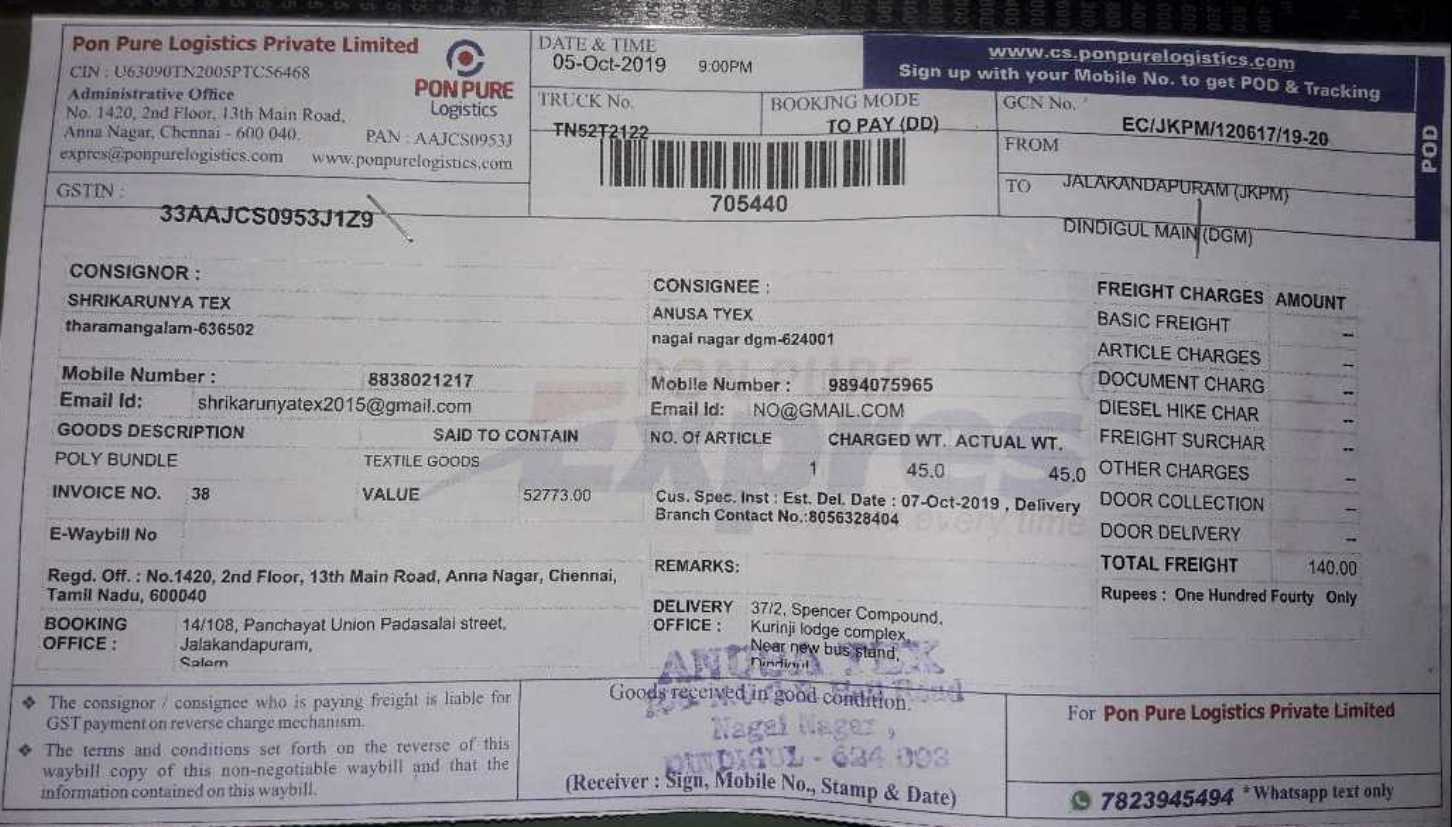 Pon Pure Logistics Private Limited
CIN : U63090TN2005PTC56468
Administrative Office
No. 1420, 2nd Floor, 13th Main Road,
Anna Nagar, Chennai - 600 040.
PAN : AAJCS0953J
expres@ponpurelogistics.com www.ponpurelogistics.com
PON PURE
Logistics
GSTIN :
33AAJCS0953J1Z9
DATE & TIME
05-Oct-2019 9:00PM
TRUCK No.
TN52T2122
BOOKING MODE
TO PAY (DD)
705440
www.cs.ponpurelogistics.com
Sign up with your Mobile No. to get POD & Tracking
GCN No.
EC/JKPM/120617/19-20
FROM
JALAKANDAPURAM (JKPM)
TO
DINDIGUL MAIN (DGM)
POD
CONSIGNOR :
SHRIKARUNYA TEX
tharamangalam-636502
Mobile Number : 8838021217
Email Id: shrikarunyatex2015@gmail.com
GOODS DESCRIPTION SAID TO CONTAIN
POLY BUNDLE TEXTILE GOODS
INVOICE NO. 38 VALUE 52773.00
E-Waybill No
Regd. Off. : No.1420, 2nd Floor, 13th Main Road, Anna Nagar, Chennai,
Tamil Nadu, 600040
BOOKING OFFICE : 14/108, Panchayat Union Padasalai street,
Jalakandapuram,
Salem
CONSIGNEE :
ANUSA TYEX
nagai nagar dgm-624001
Mobile Number : 9894075965
Email Id: NO@GMAIL.COM
NO. Of ARTICLE CHARGED WT. ACTUAL WT.
1 45.0 45.0
Cus. Spec. Inst : Est. Del. Date : 07-Oct-2019 , Delivery
Branch Contact No.:8056328404
REMARKS:
DELIVERY OFFICE : 37/2, Spencer Compound,
Kurinji lodge complex,
Near new bus stand,
Dindigul
FREIGHT CHARGES AMOUNT
BASIC FREIGHT --
ARTICLE CHARGES --
DOCUMENT CHARG --
DIESEL HIKE CHAR --
FREIGHT SURCHAR --
OTHER CHARGES --
DOOR COLLECTION --
DOOR DELIVERY --
TOTAL FREIGHT 140.00
Rupees : One Hundred Fourty Only
PON PURE
Expres
every time
❖ The consignor / consignee who is paying freight is liable for
GST payment on reverse charge mechanism.
❖ The terms and conditions set forth on the reverse of this
waybill copy of this non-negotiable waybill and that the
information contained on this waybill.
Goods received in good condition.
ANUSA TEX
Road
Nagai Nagar,
DINDIGUL - 624 003
(Receiver : Sign, Mobile No., Stamp & Date)
For Pon Pure Logistics Private Limited
7823945494 *Whatsapp text only